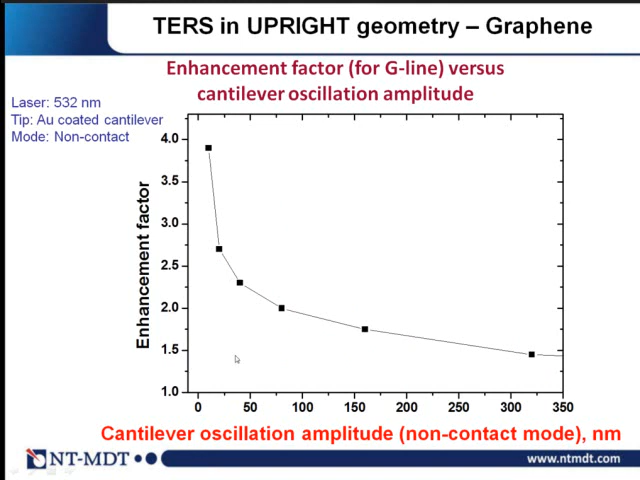 TERS in UPRIGHT geometry – Graphene
Enhancement factor (for G-line) versus
cantilever oscillation amplitude
Laser: 532 nm
Tip: Au coated cantilever
Mode: Non-contact
4.0
3.5
3.0
2.5
2.0
1.5
1.0
Enhancement factor
0 50 100 150 200 250 300 350
Cantilever oscillation amplitude (non-contact mode), nm
NT-MDT
www.ntmdt.com